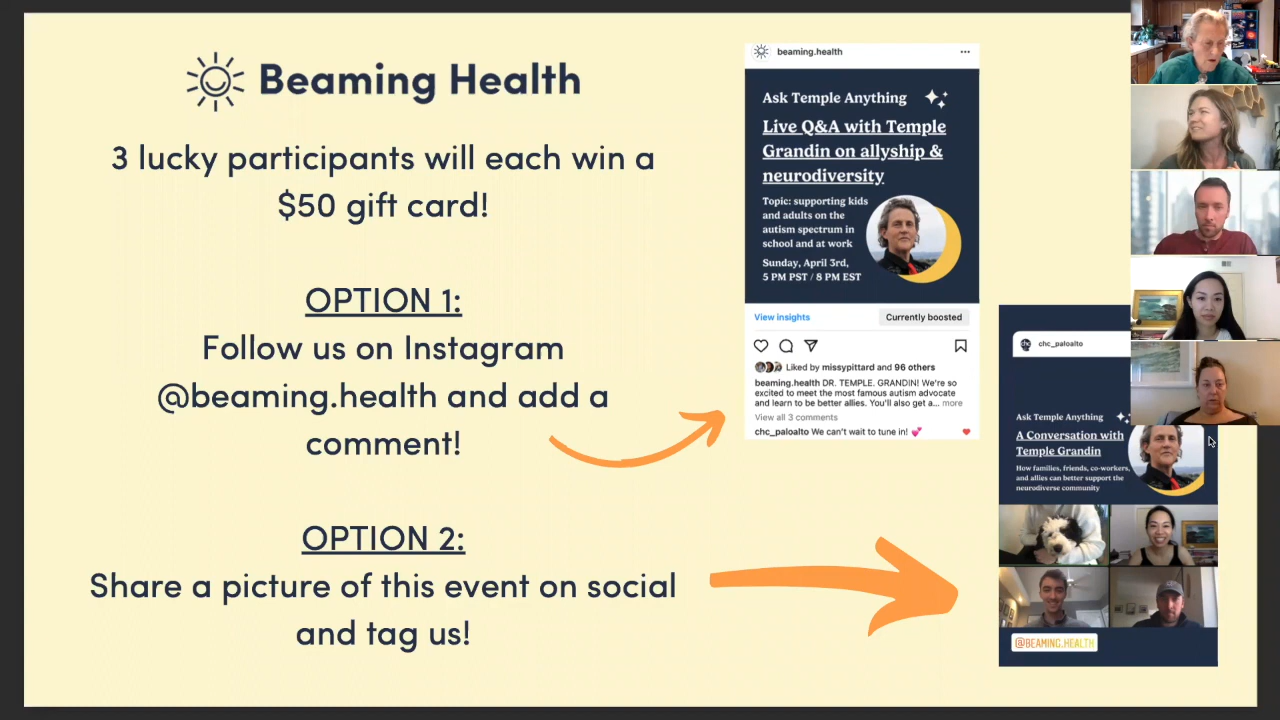 Beaming Health
3 lucky participants will each win a
$50 gift card!
OPTION 1:
Follow us on Instagram
@beaming.health and add a
comment!
OPTION 2:
Share a picture of this event on social
and tag us!
beaming.health
Ask Temple Anything
Live Q&A with Temple
Grandin on allyship &
neurodiversity
Topic: supporting kids
and adults on the
autism spectrum in
school and at work
Sunday, April 3rd,
5 PM PST / 8 PM EST
View insights
Currently boosted
Liked by missypittard and 96 others
beaming.health DR. TEMPLE. GRANDIN! We're so
excited to meet the most famous autism advocate
and learn to be better allies. You'll also get a... more
View all 3 comments
chc_paloalto We can't wait to tune in! 💕
chc_paloalto
Ask Temple Anything
A Conversation with
Temple Grandin
How families, friends, co-workers,
and allies can better support the
neurodiverse community
@BEAMING.HEALTH